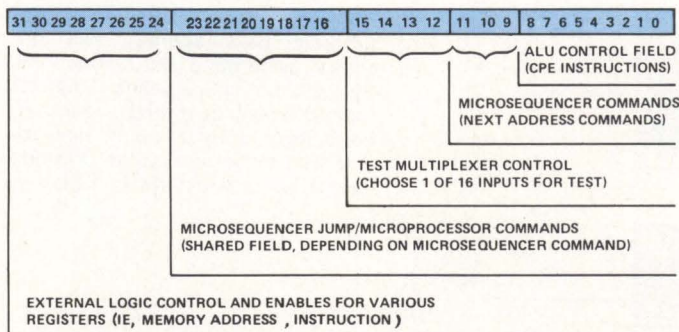 31 30 29 28 27 26 25 24 23 22 21 20 19 18 17 16 15 14 13 12 11 10 9 8 7 6 5 4 3 2 1 0
ALU CONTROL FIELD
(CPE INSTRUCTIONS)
MICROSEQUENCER COMMANDS
(NEXT ADDRESS COMMANDS)
TEST MULTIPLEXER CONTROL
(CHOOSE 1 OF 16 INPUTS FOR TEST)
MICROSEQUENCER JUMP/MICROPROCESSOR COMMANDS
(SHARED FIELD, DEPENDING ON MICROSEQUENCER COMMAND)
EXTERNAL LOGIC CONTROL AND ENABLES FOR VARIOUS
REGISTERS (IE, MEMORY ADDRESS , INSTRUCTION )